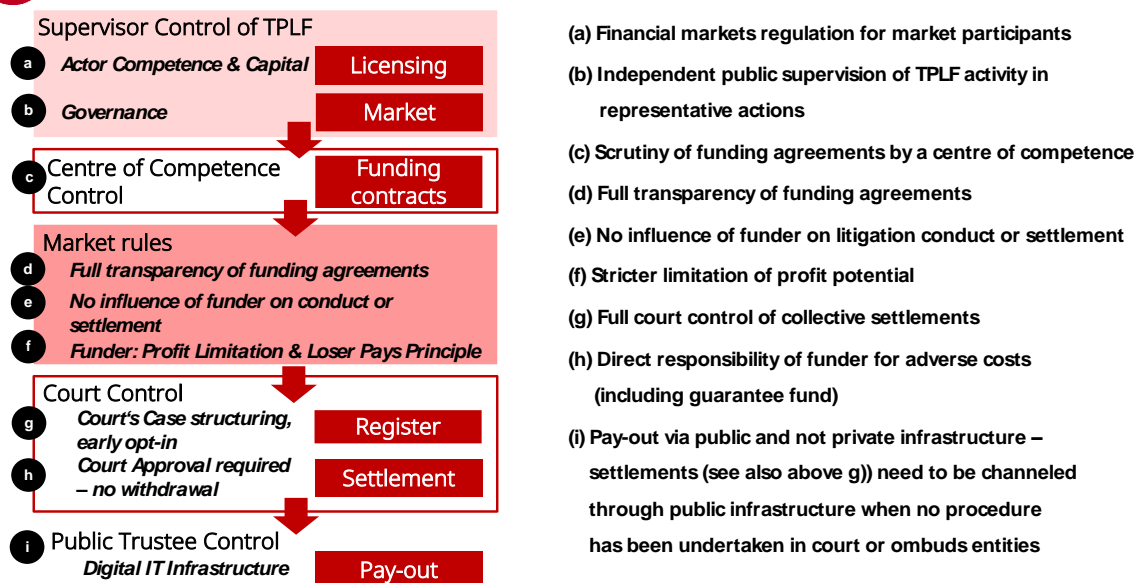 Supervisor Control of TPLF
a Actor Competence & Capital Licensing
b Governance Market
c Centre of Competence
Control
Funding
contracts
Market rules
d Full transparency of funding agreements
e No influence of funder on conduct or
settlement
f Funder: Profit Limitation & Loser Pays Principle
Court Control
g Court‘s Case structuring,
early opt-in
Register
h Court Approval required
– no withdrawal
Settlement
i Public Trustee Control
Digital IT Infrastructure Pay-out
(a) Financial markets regulation for market participants
(b) Independent public supervision of TPLF activity in
representative actions
(c) Scrutiny of funding agreements by a centre of competence
(d) Full transparency of funding agreements
(e) No influence of funder on litigation conduct or settlement
(f) Stricter limitation of profit potential
(g) Full court control of collective settlements
(h) Direct responsibility of funder for adverse costs
(including guarantee fund)
(i) Pay-out via public and not private infrastructure –
settlements (see also above g)) need to be channeled
through public infrastructure when no procedure
has been undertaken in court or ombuds entities